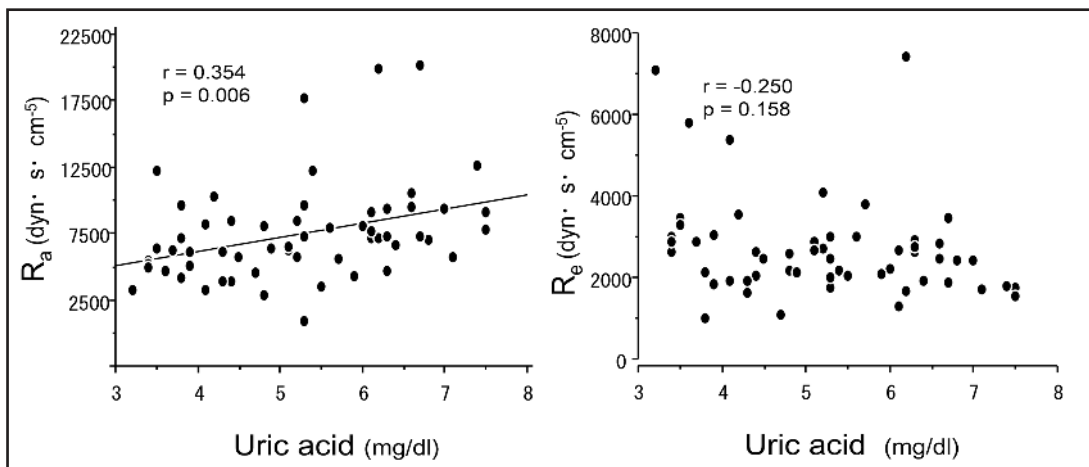 22500
17500
12500
7500
2500
3 4 5 6 7 8
Ra (dyn· s· cm-5)
r = 0.354
p = 0.006
Uric acid (mg/dl)
8000
6000
4000
2000
0
3 4 5 6 7 8
Re (dyn· s· cm-5)
r = -0.250
p = 0.158
Uric acid (mg/dl)